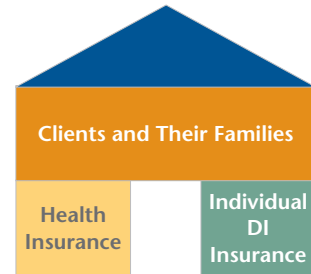 Clients and Their Families
Health
Insurance
Individual
DI
Insurance